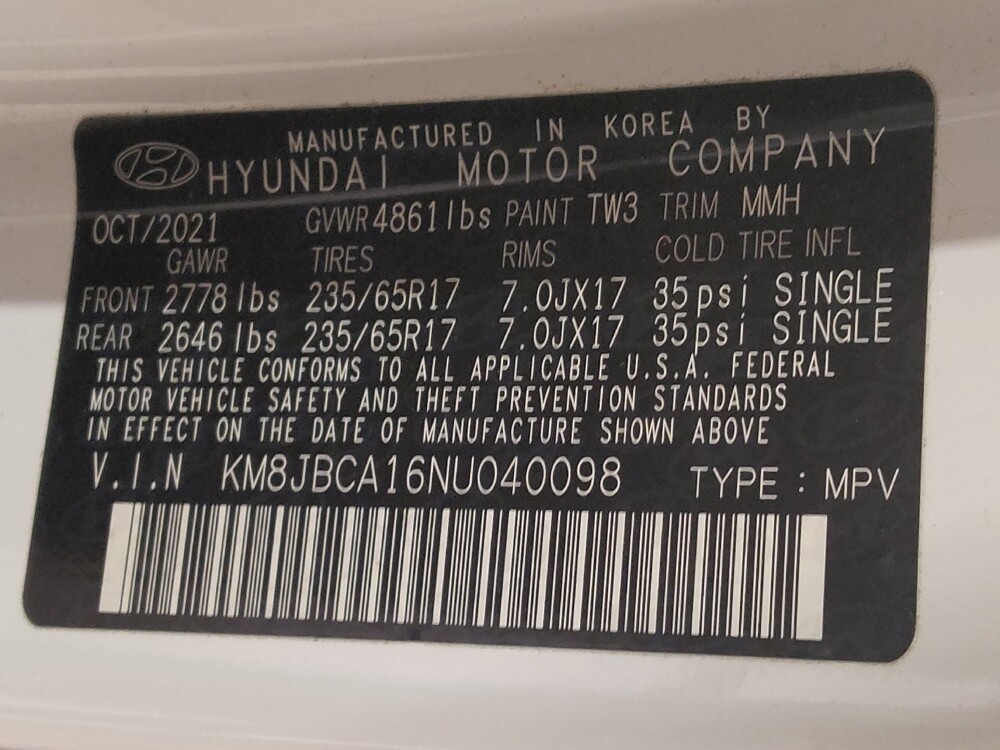 MANUFACTURED IN KOREA BY
HYUNDAI MOTOR COMPANY
OCT/2021 GVWR 4861lbs PAINT TW3 TRIM MMH
GAWR TIRES RIMS COLD TIRE INFL
FRONT 2778 lbs 235/65R17 7.0JX17 35psi SINGLE
REAR 2646 lbs 235/65R17 7.0JX17 35psi SINGLE
THIS VEHICLE CONFORMS TO ALL APPLICABLE U.S.A. FEDERAL
MOTOR VEHICLE SAFETY AND THEFT PREVENTION STANDARDS
IN EFFECT ON THE DATE OF MANUFACTURE SHOWN ABOVE
V.I.N KM8JBCA16NU040098 TYPE : MPV